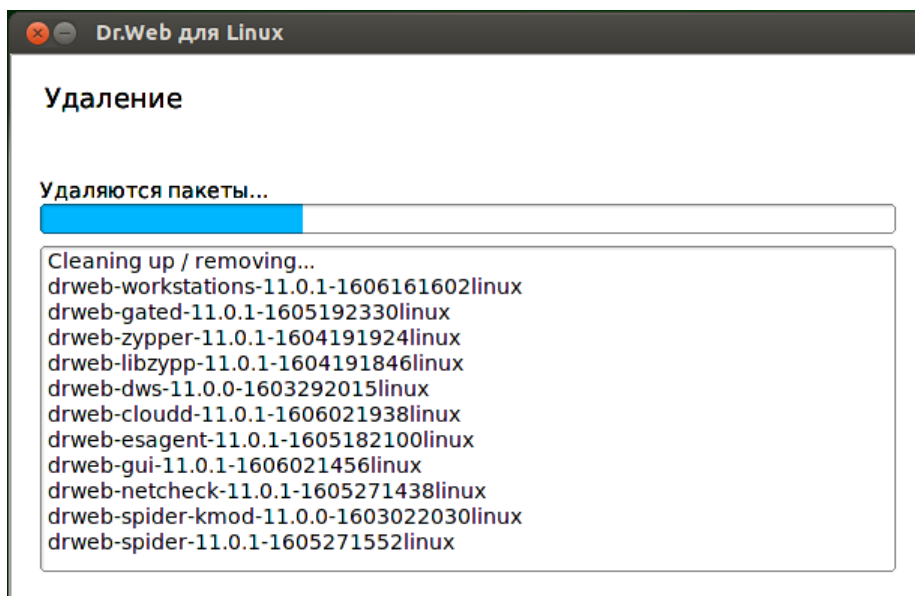 Dr.Web для Linux
Удаление
Удаляются пакеты...
Cleaning up / removing...
drweb-workstations-11.0.1-1606161602linux
drweb-gated-11.0.1-1605192330linux
drweb-zypper-11.0.1-1604191924linux
drweb-libzypp-11.0.1-1604191846linux
drweb-dws-11.0.0-1603292015linux
drweb-cloudd-11.0.1-1606021938linux
drweb-esagent-11.0.1-1605182100linux
drweb-gui-11.0.1-1606021456linux
drweb-netcheck-11.0.1-1605271438linux
drweb-spider-kmod-11.0.0-1603022030linux
drweb-spider-11.0.1-1605271552linux